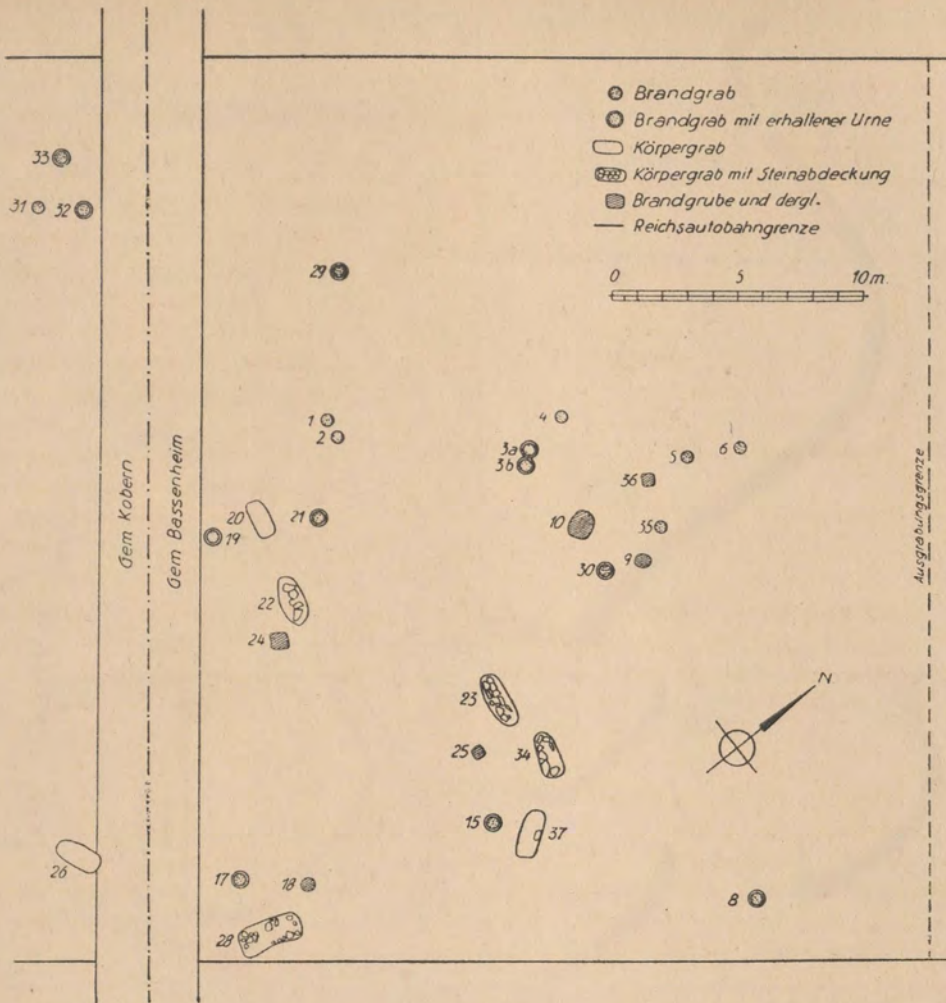 Brandgrab
Brandgrab mit erhallener Urne
Körpergrab
Körpergrab mit Steinabdeckung
Brandgrube und dergl.
Reichsautobahngrenze
0 5 10 m.
33
31 32
29
1
2
4
3a
3b
5
6
36
20
21
19
10
35
30
9
22
24
23
25
34
15
37
26
17
18
28
8
N
Gem Kobern
Gem Bassenheim
Ausgrabungsgrenze